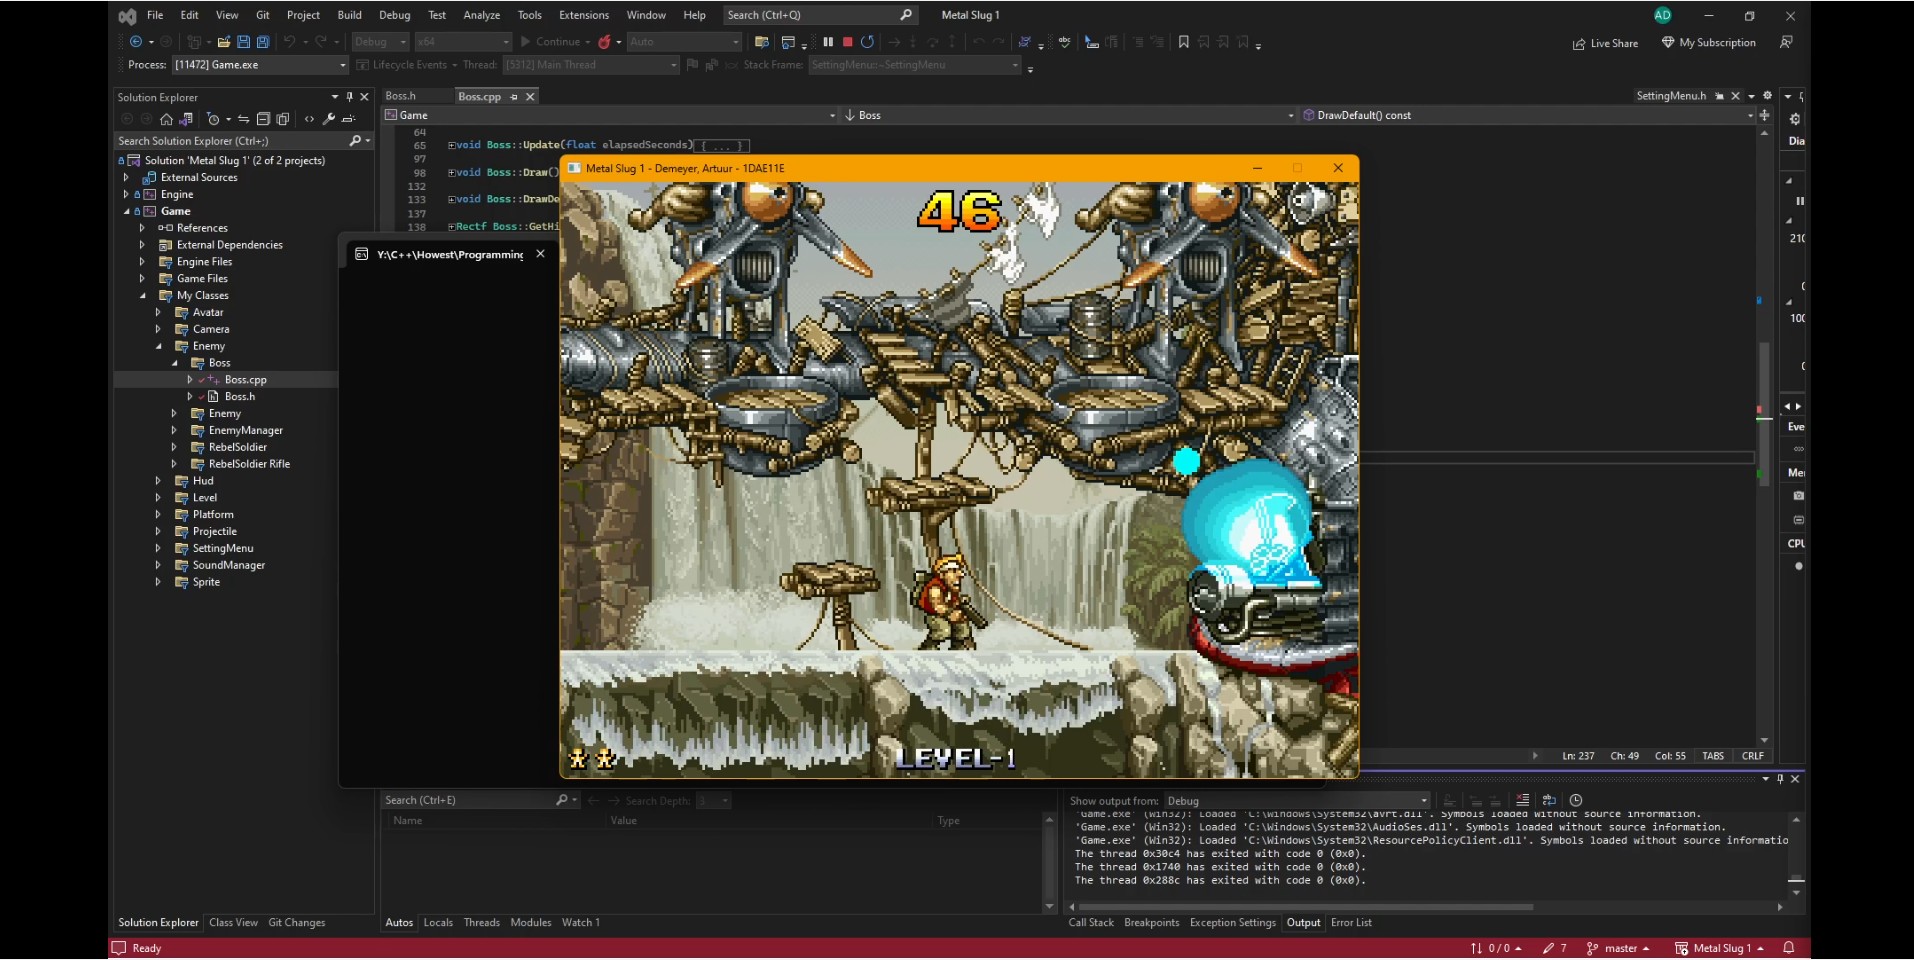 File Edit View Git Project Build Debug Test Analyze Tools Extensions Window Help Search (Ctrl+Q) Metal Slug 1 AD
Debug x64 Continue Auto Live Share My Subscription
Process: [11472] Game.exe Lifecycle Events Thread: [5312] Main Thread Stack Frame: SettingMenu::~SettingMenu
Solution Explorer
Boss.h Boss.cpp SettingMenu.h
Game Boss DrawDefault() const
Search Solution Explorer (Ctrl+;)
Solution 'Metal Slug 1' (2 of 2 projects)
External Sources
Engine
Game
References
External Dependencies
Engine Files
Game Files
My Classes
Avatar
Camera
Enemy
Boss
Boss.cpp
Boss.h
Enemy
EnemyManager
RebelSoldier
RebelSoldier Rifle
Hud
Level
Platform
Projectile
SettingMenu
SoundManager
Sprite
64
65 void Boss::Update(float elapsedSeconds){ ... }
97
98 void Boss::Draw()
132
133 void Boss::DrawDe
137
138 Rectf Boss::GetHi
Y:\C++\Howest\Programming
Metal Slug 1 - Demeyer, Artuur - 1DAE11E
46
LEVEL-1
Dia
210
0
100
0
Eve
Mer
CPU
Ln: 237 Ch: 49 Col: 55 TABS CRLF
Search (Ctrl+E) Search Depth: 3
Name Value Type
Show output from: Debug
'Game.exe' (Win32): Loaded 'C:\Windows\System32\avrt.dll'. Symbols loaded without source information.
'Game.exe' (Win32): Loaded 'C:\Windows\System32\AudioSes.dll'. Symbols loaded without source information.
'Game.exe' (Win32): Loaded 'C:\Windows\System32\ResourcePolicyClient.dll'. Symbols loaded without source informatio
The thread 0x30c4 has exited with code 0 (0x0).
The thread 0x1740 has exited with code 0 (0x0).
The thread 0x288c has exited with code 0 (0x0).
Solution Explorer Class View Git Changes
Autos Locals Threads Modules Watch 1
Call Stack Breakpoints Exception Settings Output Error List
Ready 0 / 0 7 master Metal Slug 1